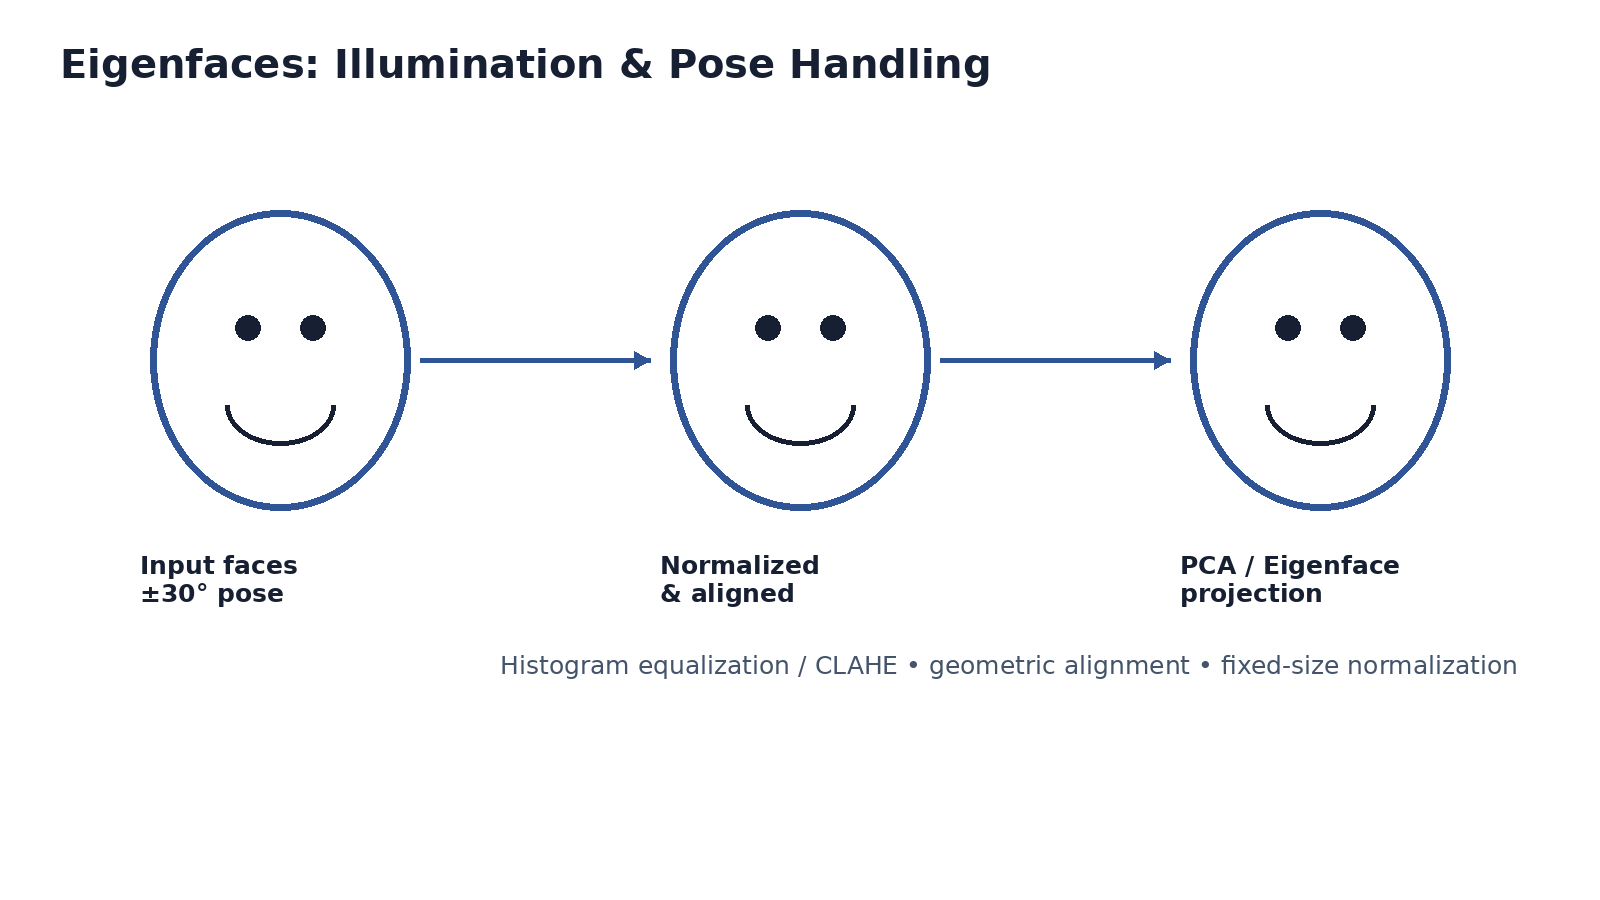 Eigenfaces: Illumination & Pose Handling
Input faces
±30° pose
Normalized
& aligned
PCA / Eigenface
projection
Histogram equalization / CLAHE • geometric alignment • fixed-size normalization